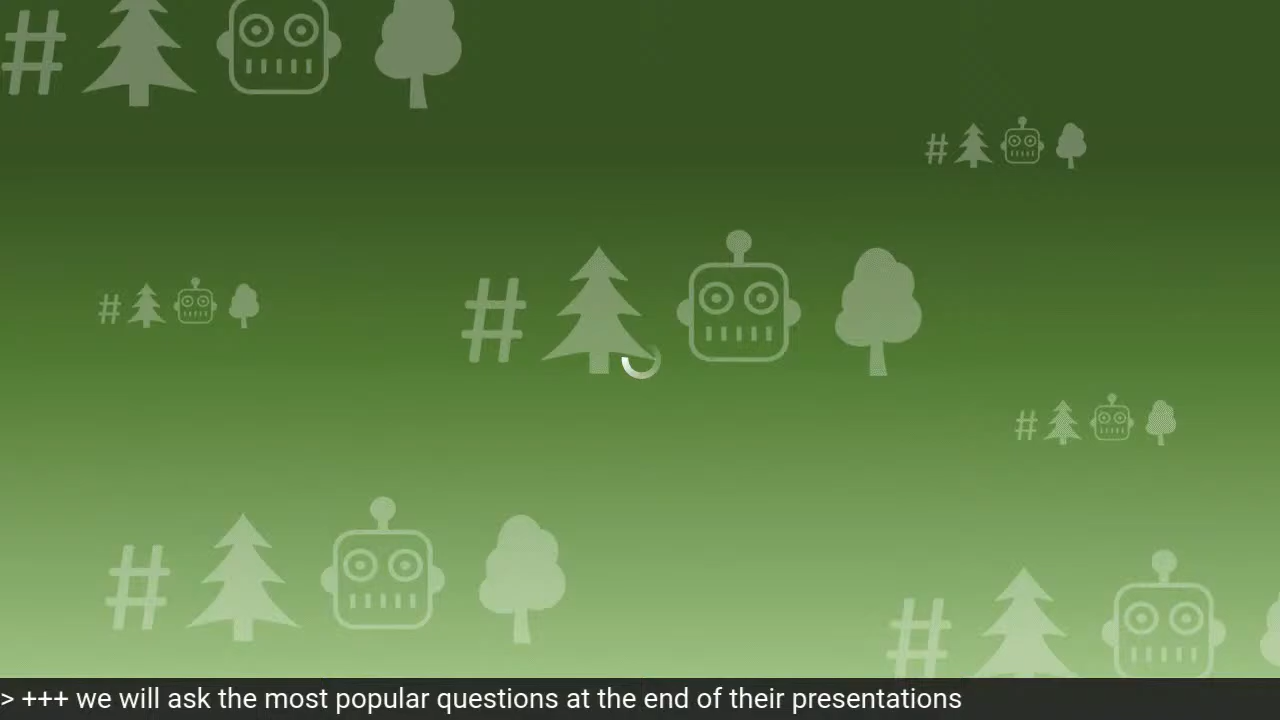 > +++ we will ask the most popular questions at the end of their presentations